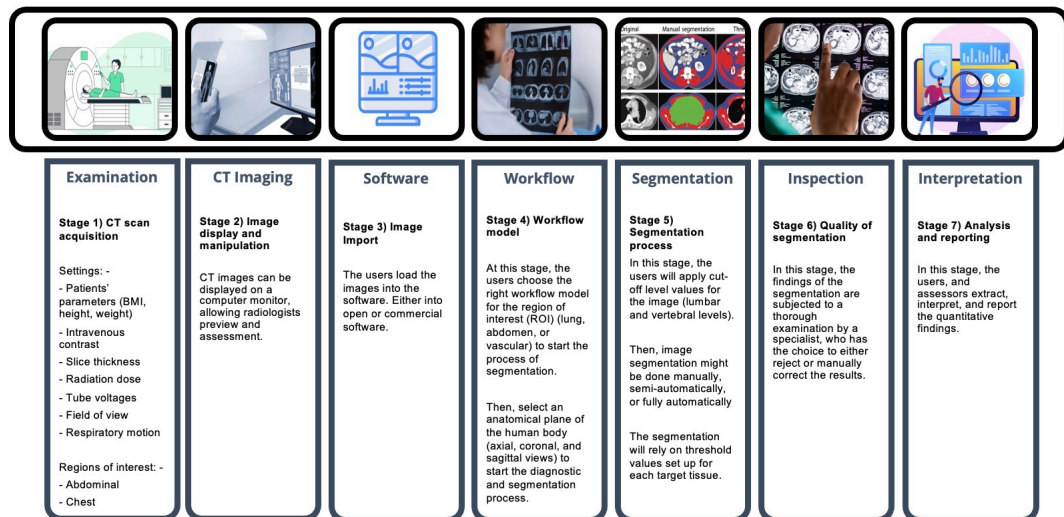 Original Manual segmentation Thre
Examination
Stage 1) CT scan
acquisition
Settings: -
- Patients'
parameters (BMI,
height, weight)
- Intravenous
contrast
- Slice thickness
- Radiation dose
- Tube voltages
- Field of view
- Respiratory motion
Regions of interest: -
- Abdominal
- Chest
CT Imaging
Stage 2) Image
display and
manipulation
CT images can be
displayed on a
computer monitor,
allowing radiologists
preview and
assessment.
Software
Stage 3) Image
Import
The users load the
images into the
software. Either into
open or commercial
software.
Workflow
Stage 4) Workflow
model
At this stage, the
users choose the
right workflow model
for the region of
interest (ROI) (lung,
abdomen, or
vascular) to start the
process of
segmentation.
Then, select an
anatomical plane of
the human body
(axial, coronal, and
sagittal views) to
start the diagnostic
and segmentation
process.
Segmentation
Stage 5)
Segmentation
process
In this stage, the
users will apply cut-
off level values for
the image (lumbar
and vertebral levels).
Then, image
segmentation might
be done manually,
semi-automatically,
or fully automatically
The segmentation
will rely on threshold
values set up for
each target tissue.
Inspection
Stage 6) Quality of
segmentation
In this stage, the
findings of the
segmentation are
subjected to a
thorough
examination by a
specialist, who has
the choice to either
reject or manually
correct the results.
Interpretation
Stage 7) Analysis
and reporting
In this stage, the
users, and
assessors extract,
interpret, and report
the quantitative
findings.